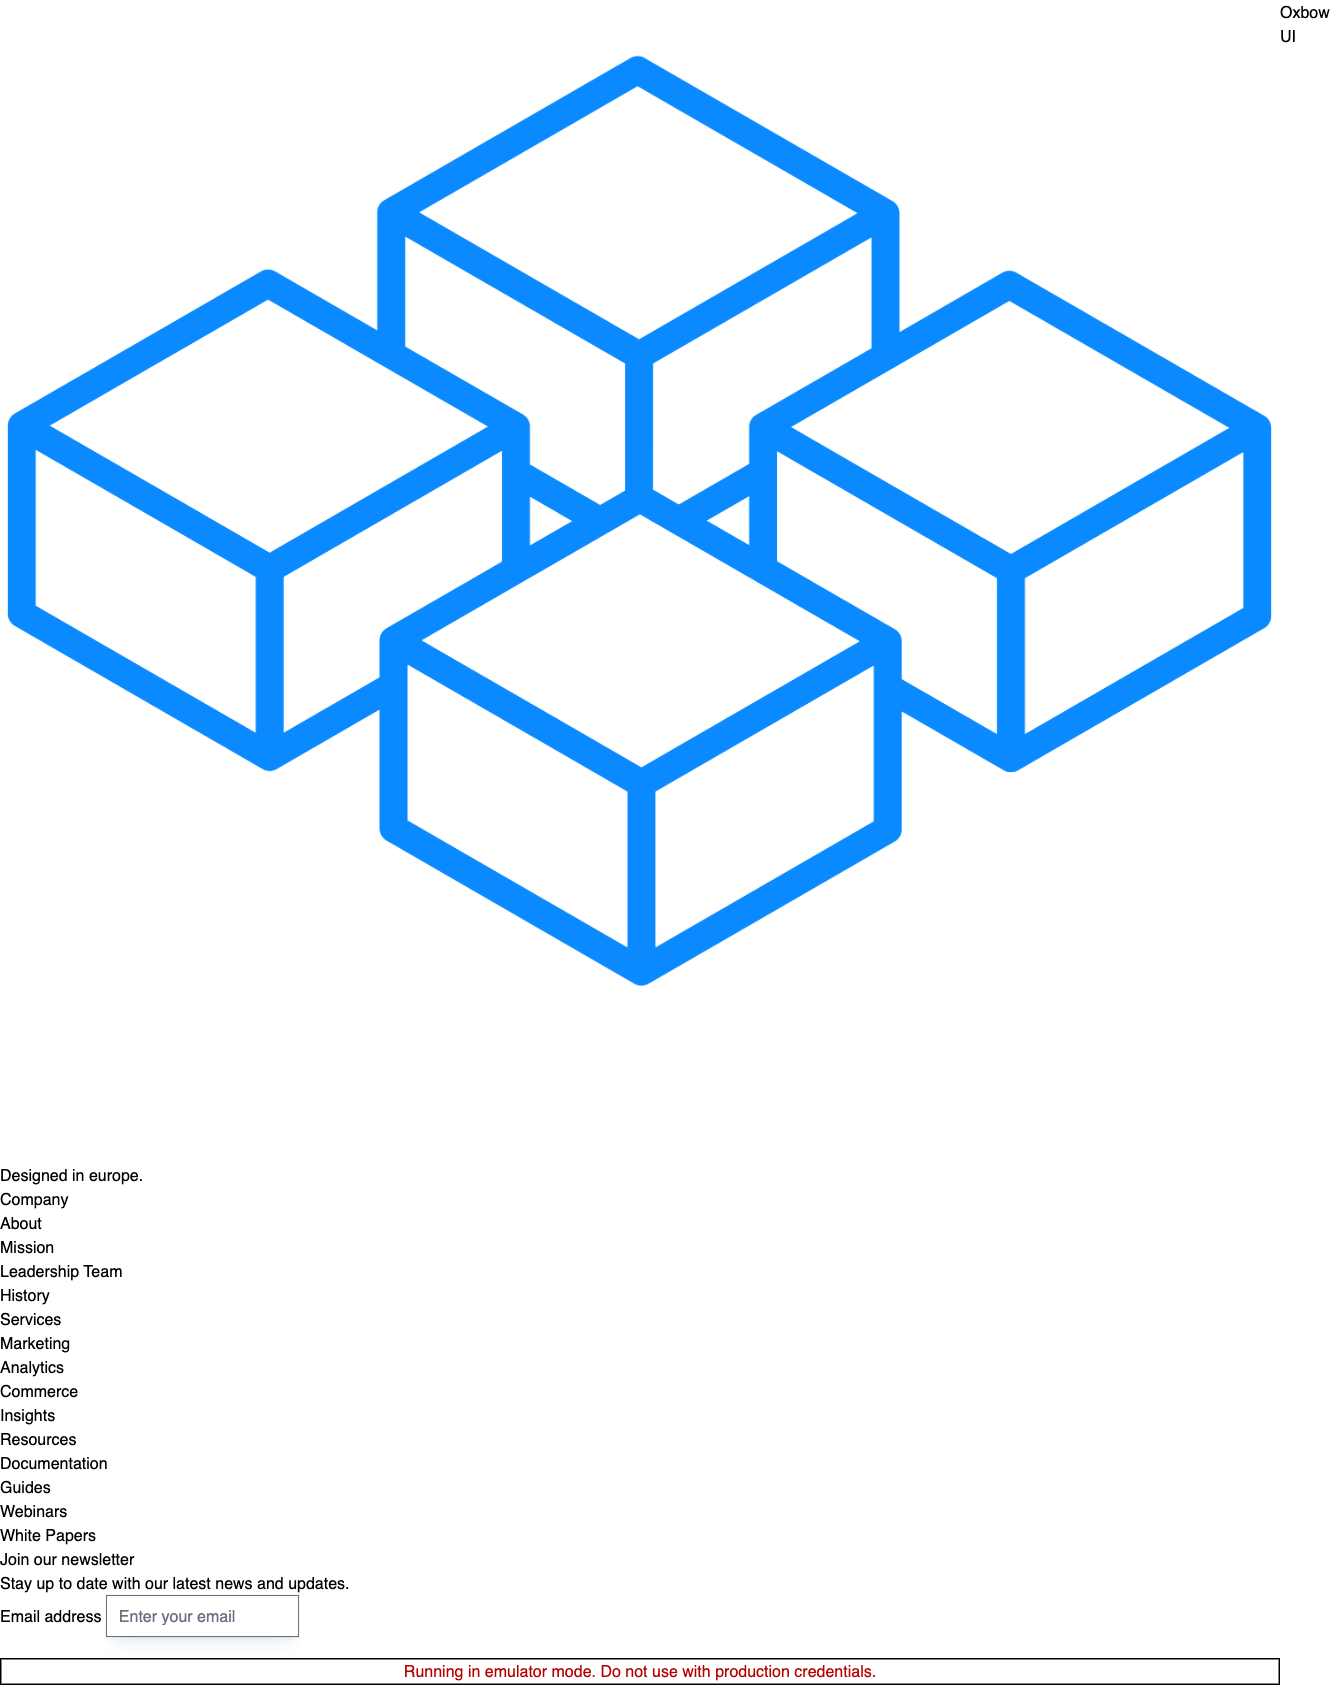 Oxbow
UI
Designed in europe.
Company
About
Mission
Leadership Team
History
Services
Marketing
Analytics
Commerce
Insights
Resources
Documentation
Guides
Webinars
White Papers
Join our newsletter
Stay up to date with our latest news and updates.
Email address Enter your email
Running in emulator mode. Do not use with production credentials.